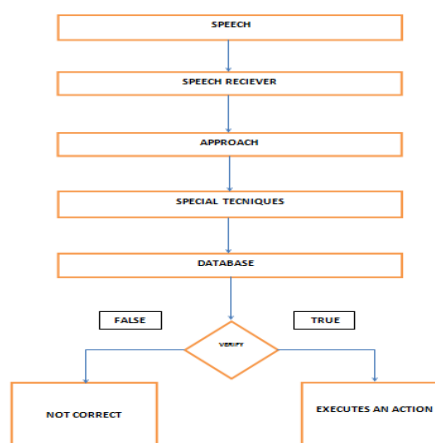 SPEECH
SPEECH RECIEVER
APPROACH
SPECIAL TECNIQUES
DATABASE
FALSE
TRUE
VERIFY
NOT CORRECT
EXECUTES AN ACTION